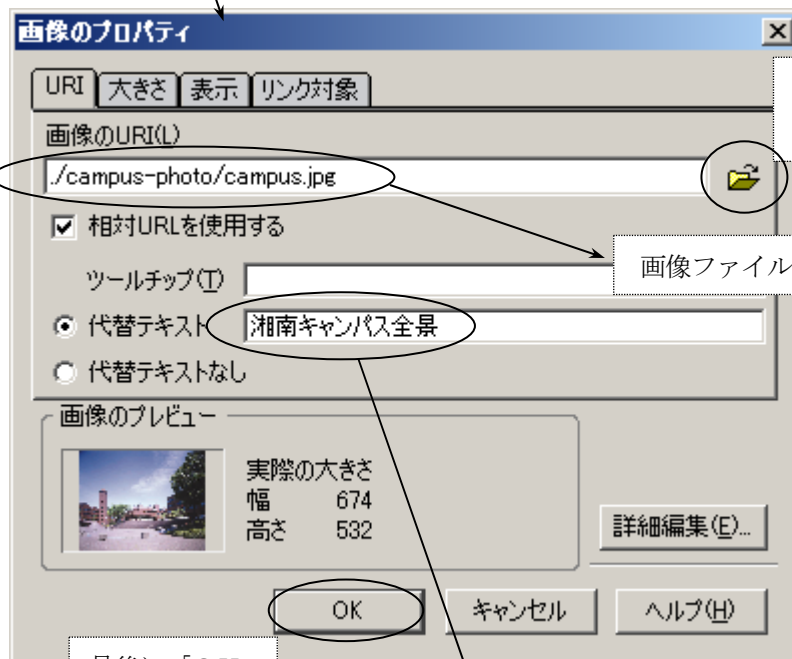 画像のプロパティ
URI 大きさ 表示 リンク対象
画像のURI(L)
./campus-photo/campus.jpg
相対URLを使用する
画像ファイル
ツールチップ(T)
代替テキスト 湘南キャンパス全景
代替テキストなし
画像のプレビュー
実際の大きさ
幅 674
高さ 532
詳細編集(E)...
OK キャンセル ヘルプ(H)